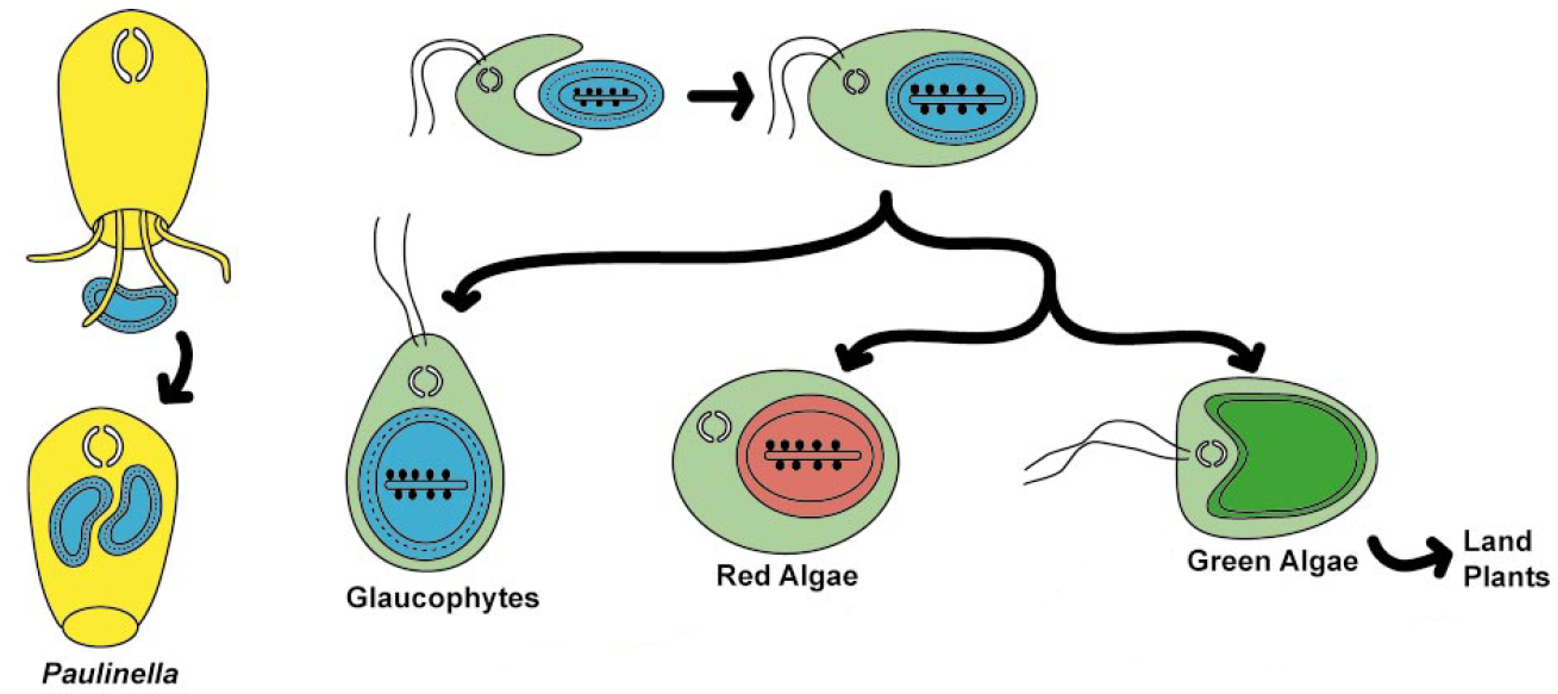 Paulinella
Glaucophytes
Red Algae
Green Algae
Land
Plants